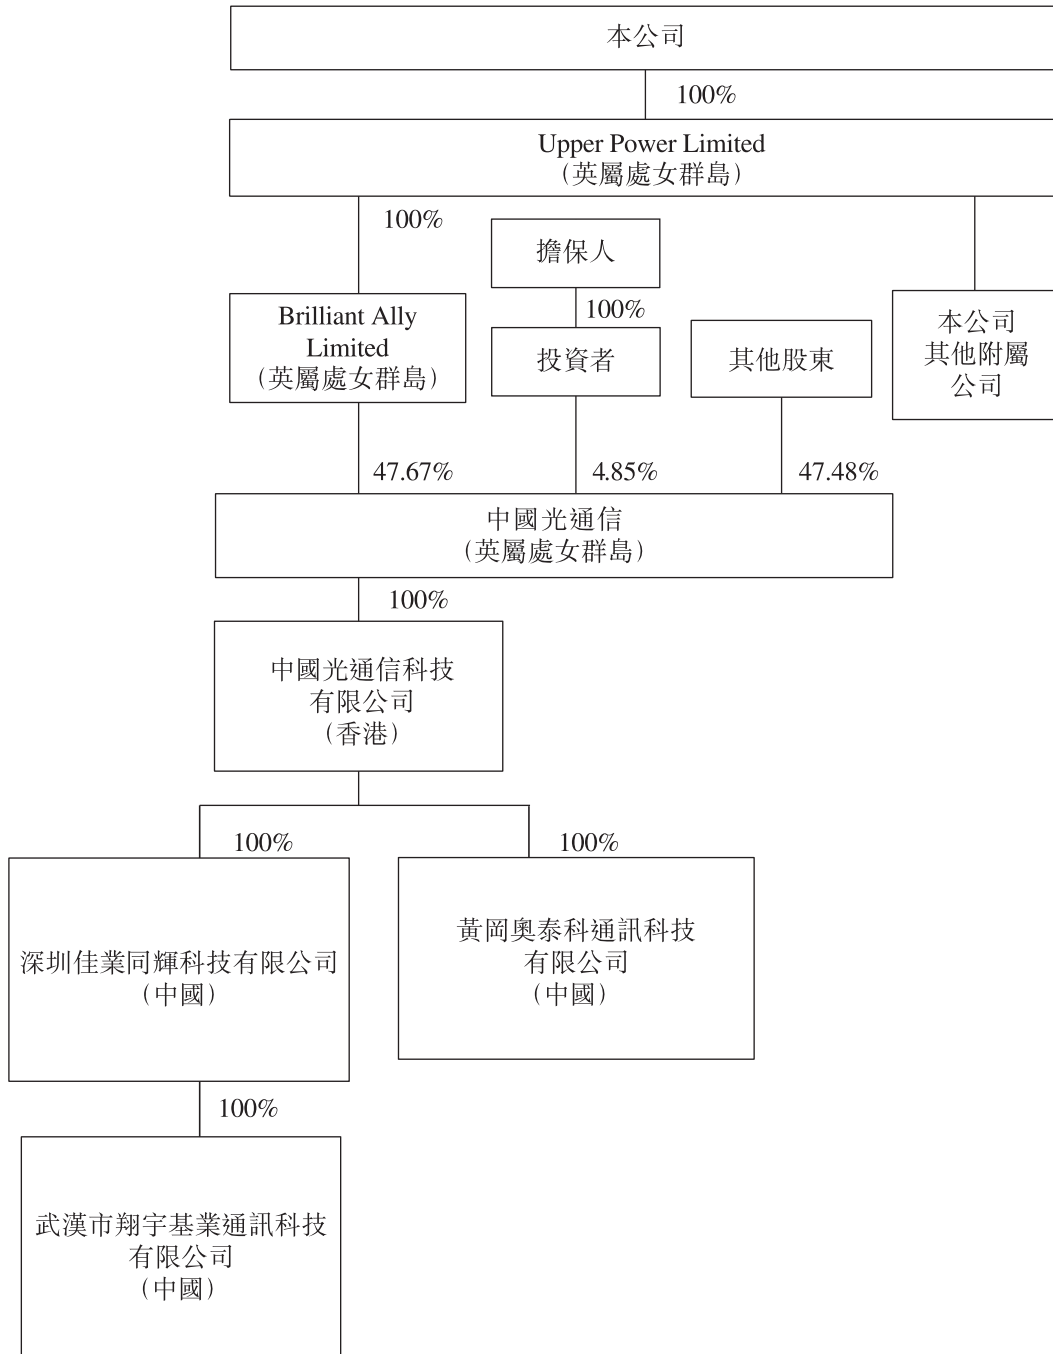 本公司
100%
Upper Power Limited
（英屬處女群島）
100%
擔保人
100%
Brilliant Ally
Limited
（英屬處女群島）
投資者
其他股東
本公司
其他附屬
公司
47.67%
4.85%
47.48%
中國光通信
（英屬處女群島）
100%
中國光通信科技
有限公司
（香港）
100%
100%
深圳佳業同輝科技有限公司
（中國）
黃岡奧泰科通訊科技
有限公司
（中國）
100%
武漢市翔宇基業通訊科技
有限公司
（中國）